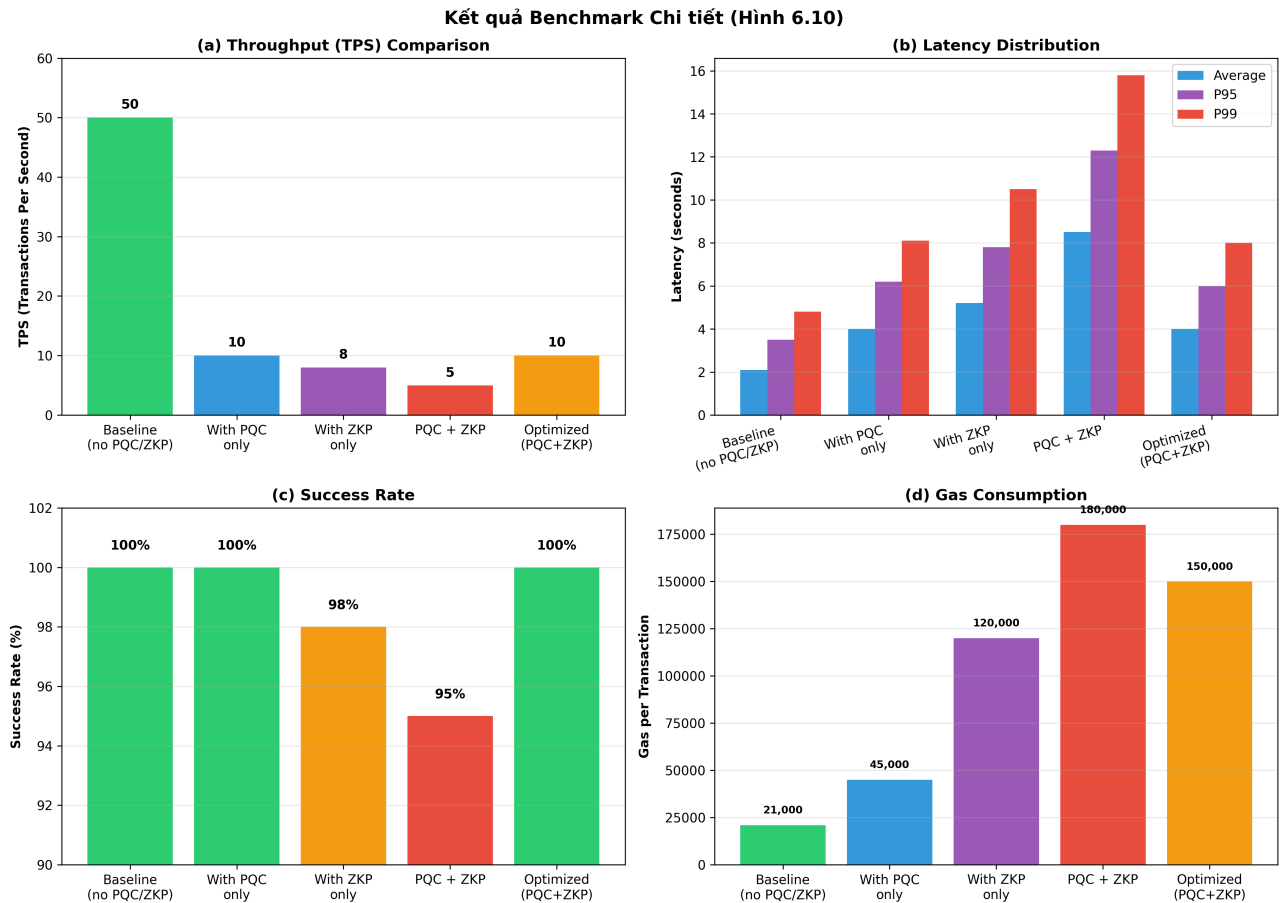 Kết quả Benchmark Chi tiết (Hình 6.10)
(a) Throughput (TPS) Comparison
TPS (Transactions Per Second)
60
50
40
30
20
10
0
50
10
8
5
10
Baseline
(no PQC/ZKP)
With PQC
only
With ZKP
only
PQC + ZKP
Optimized
(PQC+ZKP)
(b) Latency Distribution
Latency (seconds)
16
14
12
10
8
6
4
2
0
Average
P95
P99
Baseline
(no PQC/ZKP)
With PQC
only
With ZKP
only
PQC + ZKP
Optimized
(PQC+ZKP)
(c) Success Rate
Success Rate (%)
102
100
98
96
94
92
90
100%
100%
98%
95%
100%
Baseline
(no PQC/ZKP)
With PQC
only
With ZKP
only
PQC + ZKP
Optimized
(PQC+ZKP)
(d) Gas Consumption
Gas per Transaction
175000
150000
125000
100000
75000
50000
25000
0
21,000
45,000
120,000
180,000
150,000
Baseline
(no PQC/ZKP)
With PQC
only
With ZKP
only
PQC + ZKP
Optimized
(PQC+ZKP)